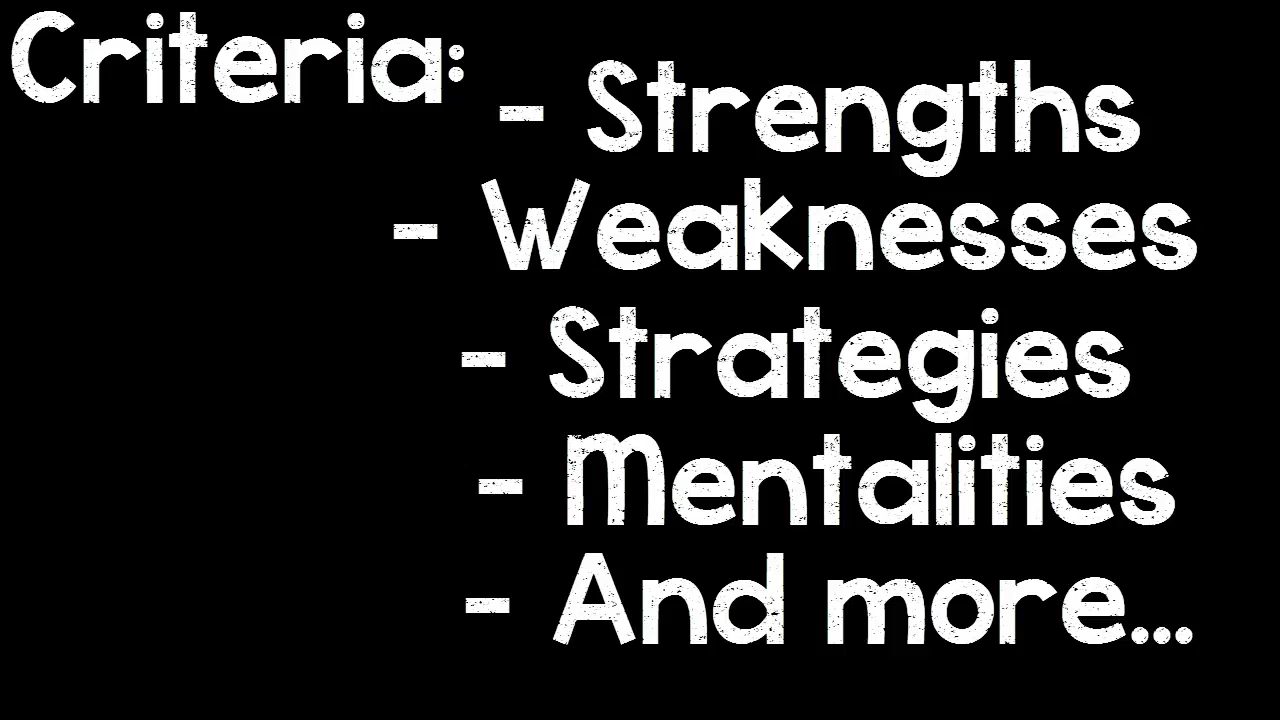 Criteria:
- Strengths
- Weaknesses
- Strategies
- Mentalities
- And more...